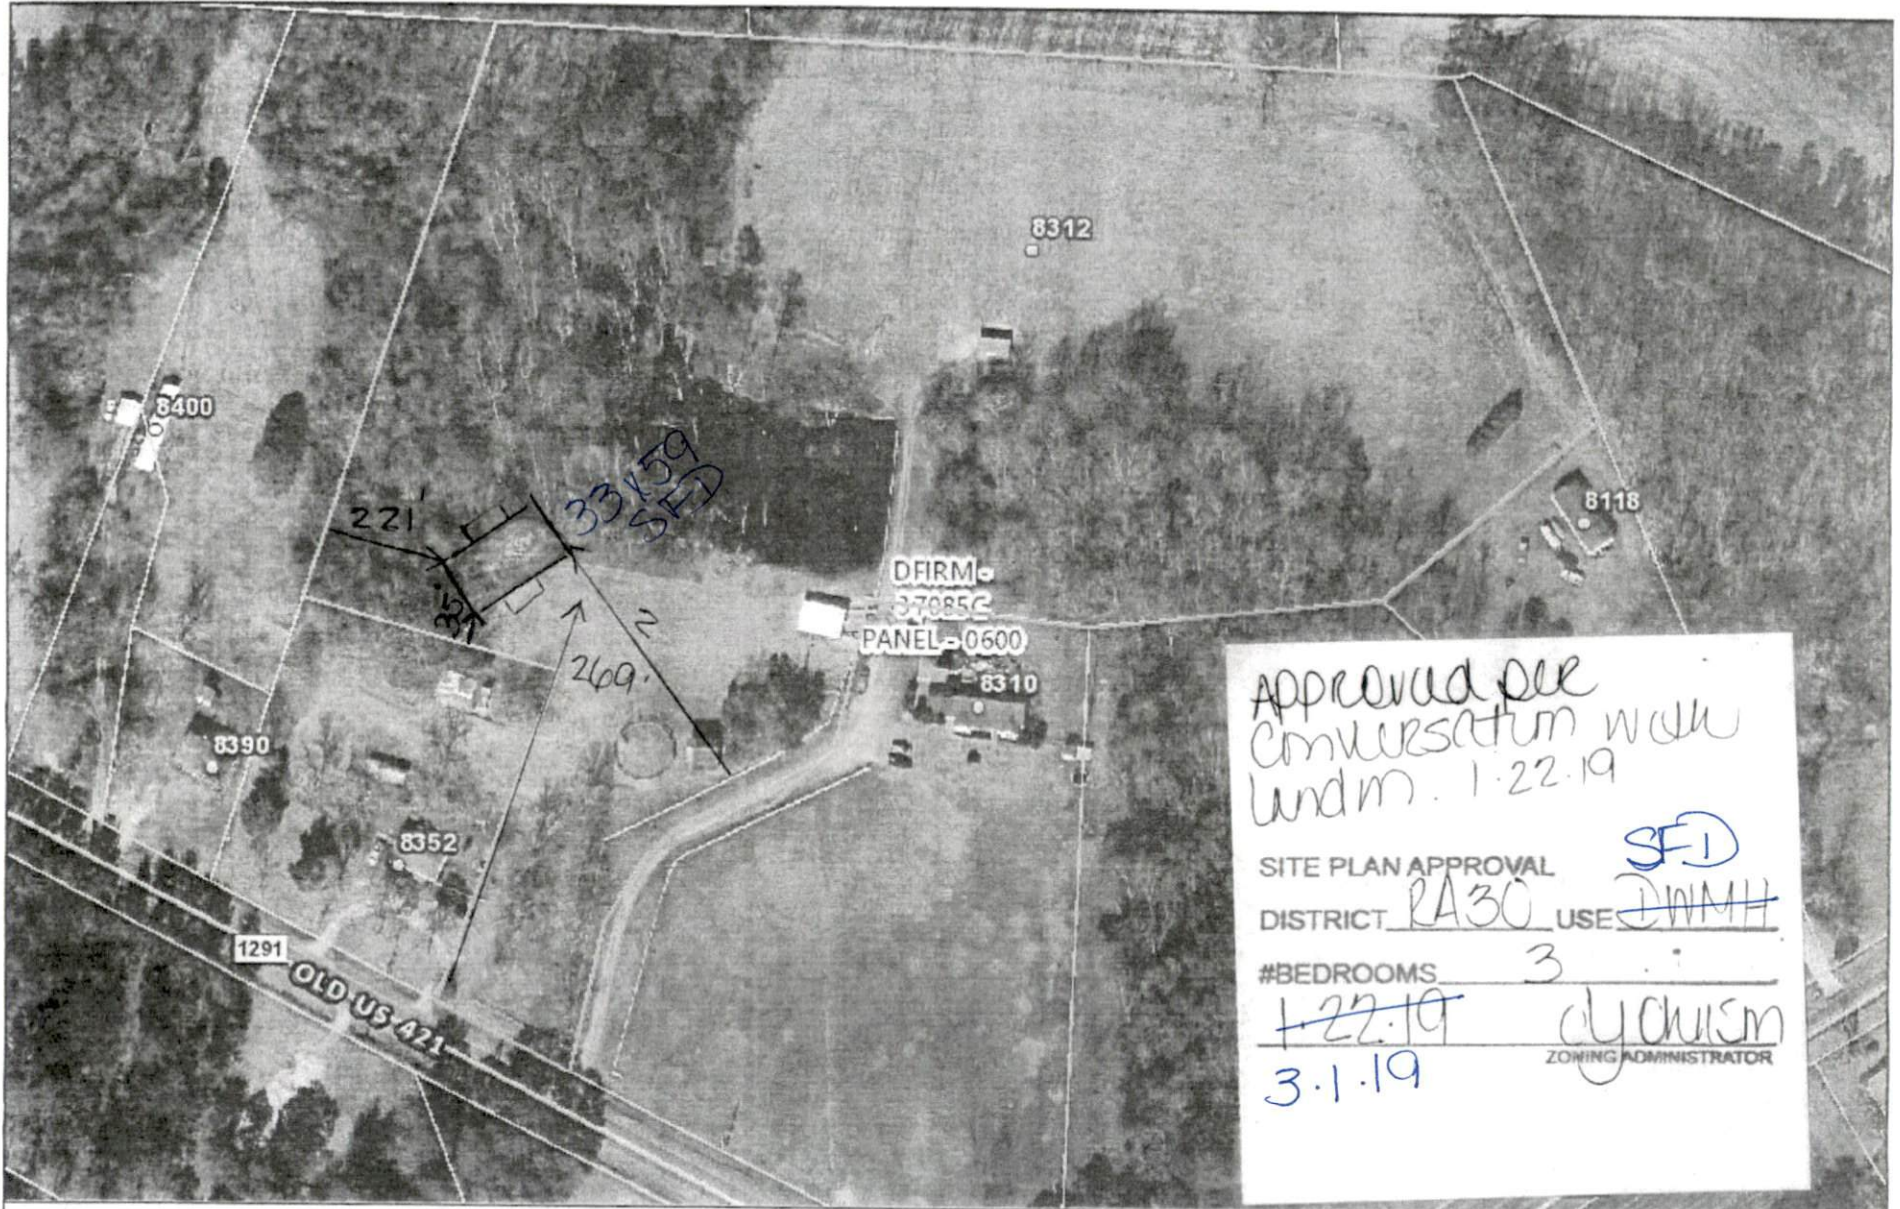 8312
8400
221'
33x59
SFD
8118
DFIRM -
37085C
PANEL - 0600
35'
2
269.
8310
8390
8352
1291
OLD US 421
APPROVED per
Conversation with
1.22.19
SITE PLAN APPROVAL SFD
DISTRICT RA30 USE DWMH
#BEDROOMS 3
1.22.19
ZONING ADMINISTRATOR
3.1.19